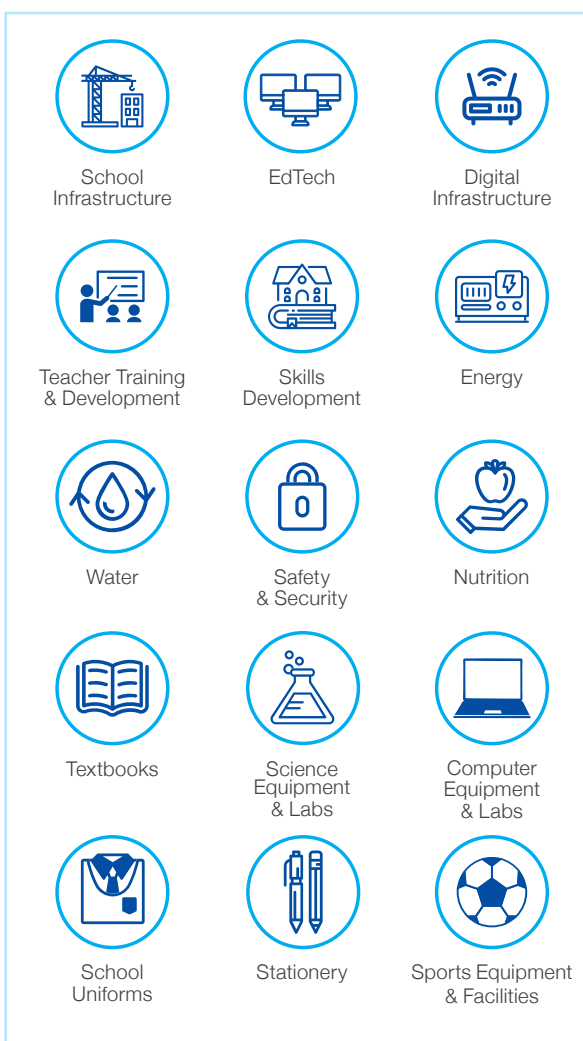 School
Infrastructure
EdTech
Digital
Infrastructure
Teacher Training
& Development
Skills
Development
Energy
Water
Safety
& Security
Nutrition
Textbooks
Science
Equipment
& Labs
Computer
Equipment
& Labs
School
Uniforms
Stationery
Sports Equipment
& Facilities